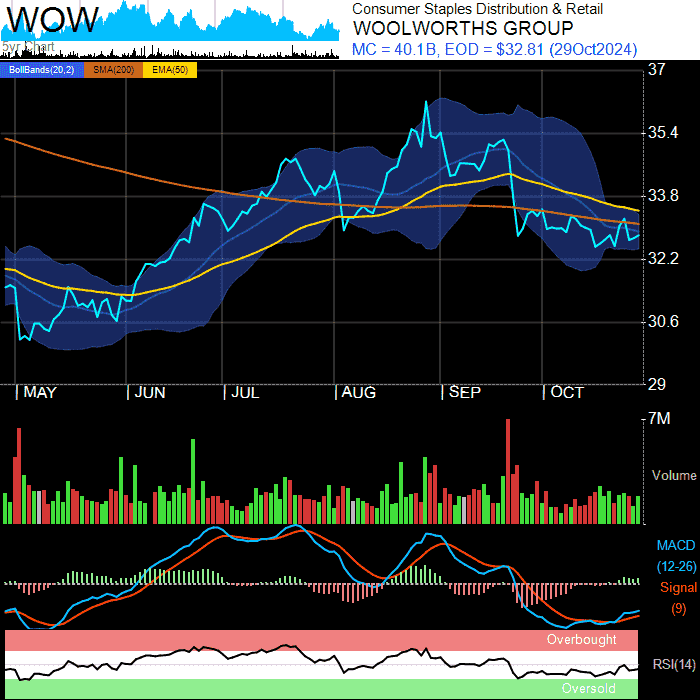 WOW
5yr Chart
Consumer Staples Distribution & Retail
WOOLWORTHS GROUP
MC = 40.1B, EOD = $32.81 (29Oct2024)
BollBands(20,2) SMA(200) EMA(50)
37
35.4
33.8
32.2
30.6
29
MAY JUN JUL AUG SEP OCT
7M
Volume
MACD
(12-26)
Signal
(9)
Overbought
RSI(14)
Oversold